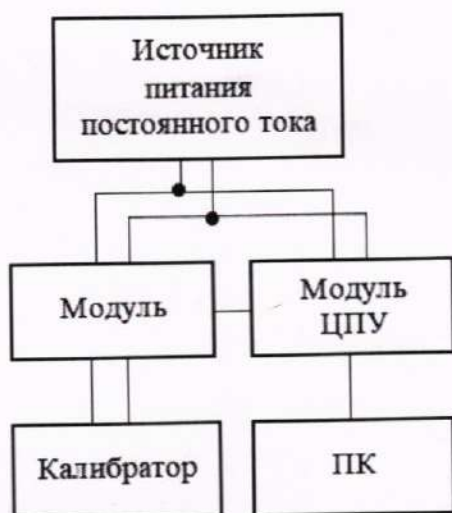 Источник
питания
постоянного тока
Модуль
Модуль
ЦПУ
Калибратор
ПК